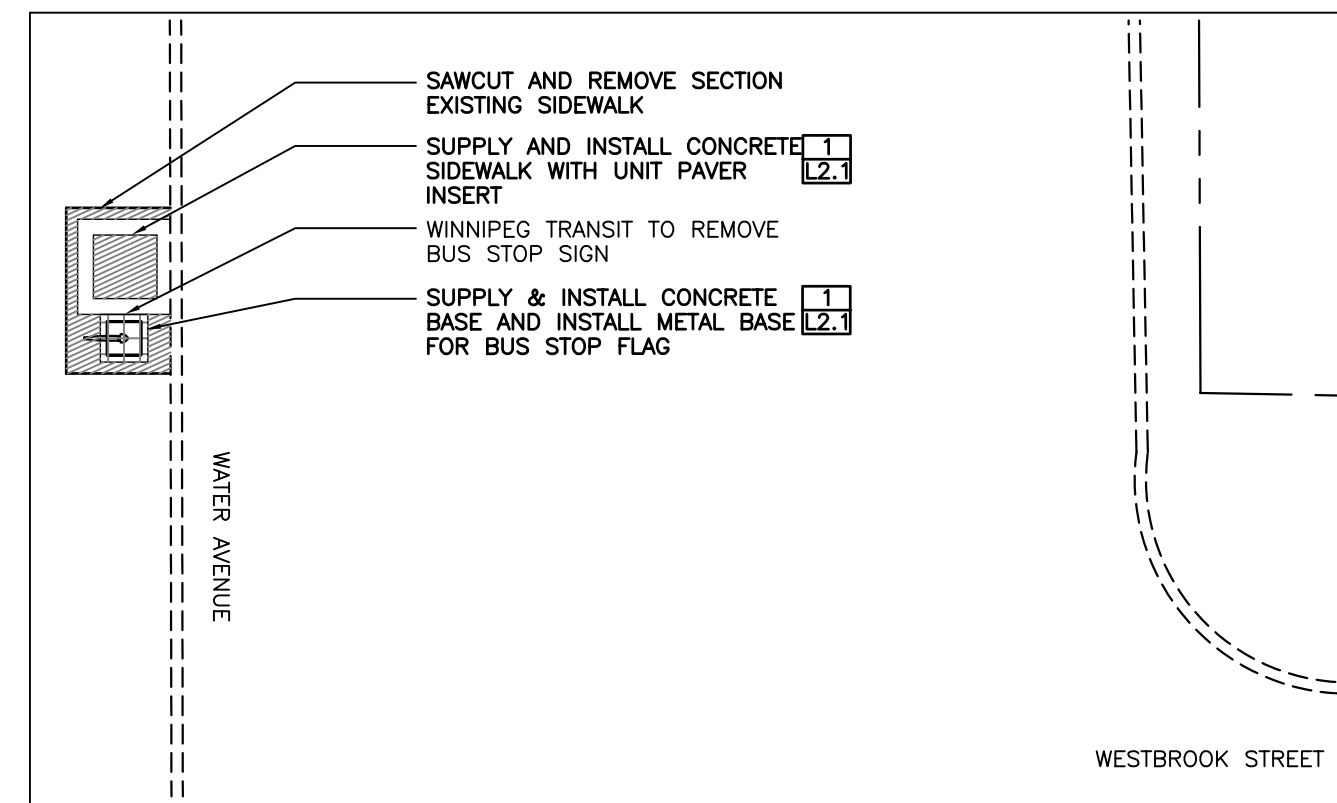 SAWCUT AND REMOVE SECTION
EXISTING SIDEWALK
SUPPLY AND INSTALL CONCRETE
SIDEWALK WITH UNIT PAVER
INSERT
1
L2.1
WINNIPEG TRANSIT TO REMOVE
BUS STOP SIGN
SUPPLY & INSTALL CONCRETE
BASE AND INSTALL METAL BASE
FOR BUS STOP FLAG
1
L2.1
WATER AVENUE
WESTBROOK STREET